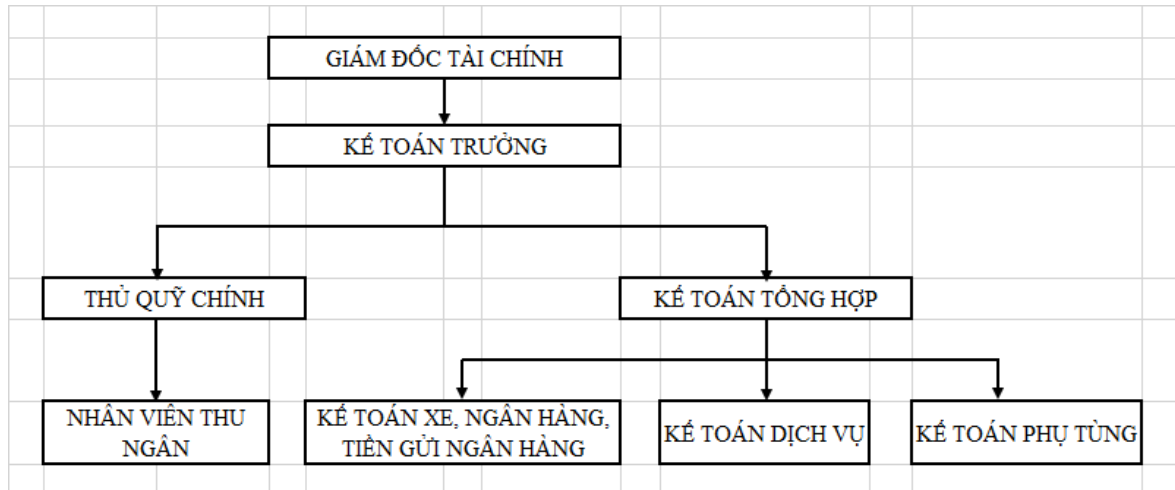 GIÁM ĐỐC TÀI CHÍNH
KẾ TOÁN TRƯỞNG
THỦ QUỸ CHÍNH
KẾ TOÁN TỔNG HỢP
NHÂN VIÊN THU
NGÂN
KẾ TOÁN XE, NGÂN HÀNG,
TIỀN GỬI NGÂN HÀNG
KẾ TOÁN DỊCH VỤ
KẾ TOÁN PHỤ TÙNG